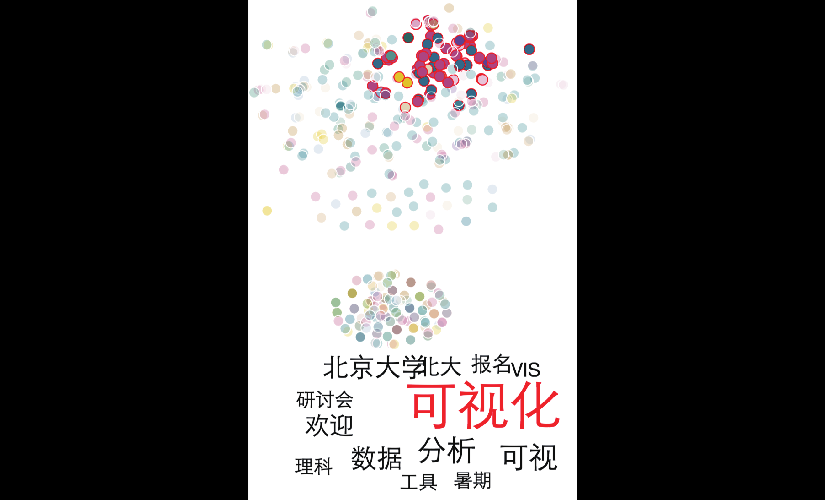 北京大学 北大 报名 VIS
研讨会 可视化
欢迎
理科 数据 分析 可视
工具 暑期